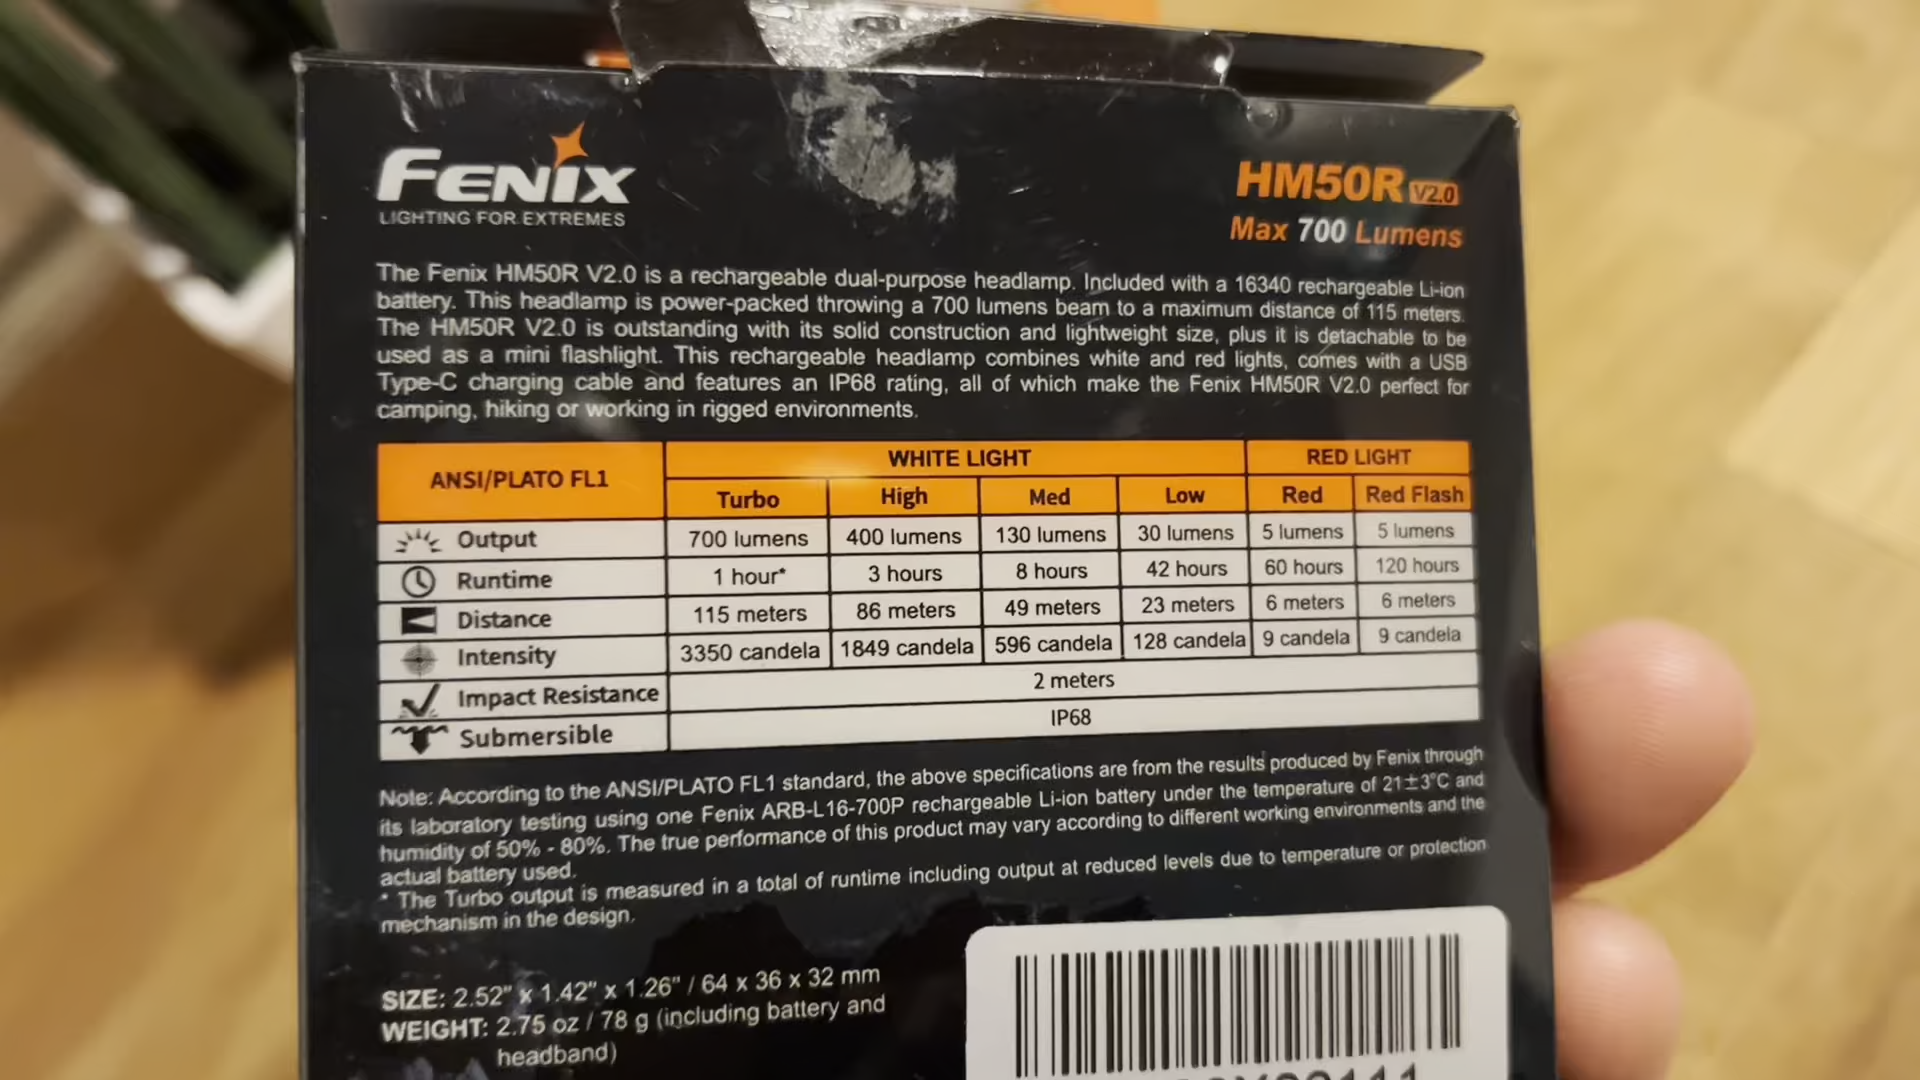 FENIX
LIGHTING FOR EXTREMES
HM50R V2.0
Max 700 Lumens
The Fenix HM50R V2.0 is a rechargeable dual-purpose headlamp. Included with a 16340 rechargeable Li-ion
battery. This headlamp is power-packed throwing a 700 lumens beam to a maximum distance of 115 meters.
The HM50R V2.0 is outstanding with its solid construction and lightweight size, plus it is detachable to be
used as a mini flashlight. This rechargeable headlamp combines white and red lights, comes with a USB
Type-C charging cable and features an IP68 rating, all of which make the Fenix HM50R V2.0 perfect for
camping, hiking or working in rigged environments.
ANSI/PLATO FL1 WHITE LIGHT RED LIGHT
Turbo High Med Low Red Red Flash
Output 700 lumens 400 lumens 130 lumens 30 lumens 5 lumens 5 lumens
Runtime 1 hour* 3 hours 8 hours 42 hours 60 hours 120 hours
Distance 115 meters 86 meters 49 meters 23 meters 6 meters 6 meters
Intensity 3350 candela 1849 candela 596 candela 128 candela 9 candela 9 candela
Impact Resistance 2 meters
Submersible IP68
Note: According to the ANSI/PLATO FL1 standard, the above specifications are from the results produced by Fenix through
its laboratory testing using one Fenix ARB-L16-700P rechargeable Li-ion battery under the temperature of 21±3°C and
humidity of 50% - 80%. The true performance of this product may vary according to different working environments and the
actual battery used.
* The Turbo output is measured in a total of runtime including output at reduced levels due to temperature or protection
mechanism in the design.
SIZE: 2.52" x 1.42" x 1.26" / 64 x 36 x 32 mm
WEIGHT: 2.75 oz / 78 g (including battery and
headband)